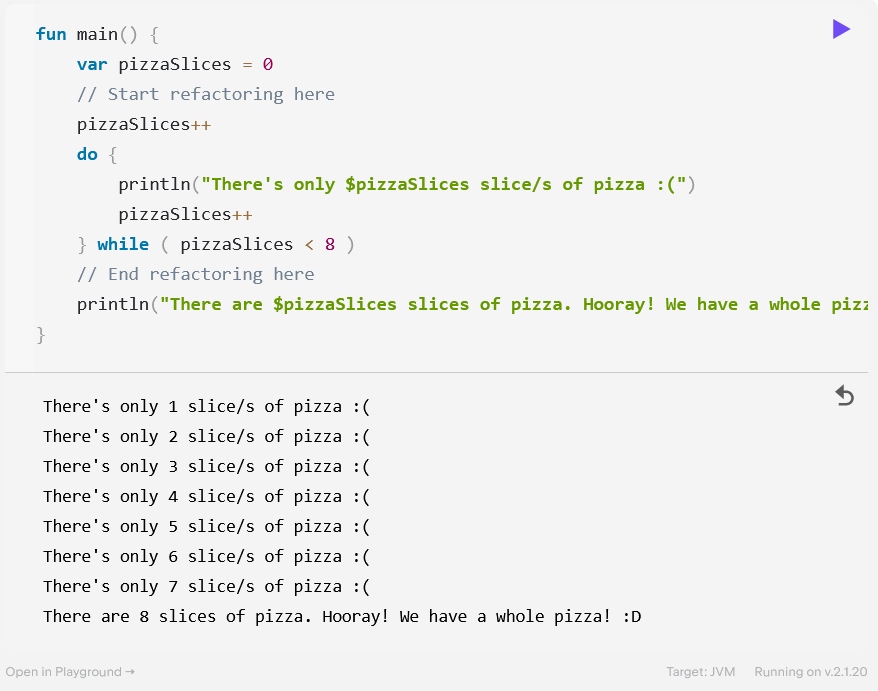 fun main() {
    var pizzaSlices = 0
    // Start refactoring here
    pizzaSlices++
    do {
        println("There's only $pizzaSlices slice/s of pizza :(")
        pizzaSlices++
    } while ( pizzaSlices < 8 )
    // End refactoring here
    println("There are $pizzaSlices slices of pizza. Hooray! We have a whole pizz
}
There's only 1 slice/s of pizza :(
There's only 2 slice/s of pizza :(
There's only 3 slice/s of pizza :(
There's only 4 slice/s of pizza :(
There's only 5 slice/s of pizza :(
There's only 6 slice/s of pizza :(
There's only 7 slice/s of pizza :(
There are 8 slices of pizza. Hooray! We have a whole pizza! :D
Open in Playground → Target: JVM Running on v.2.1.20